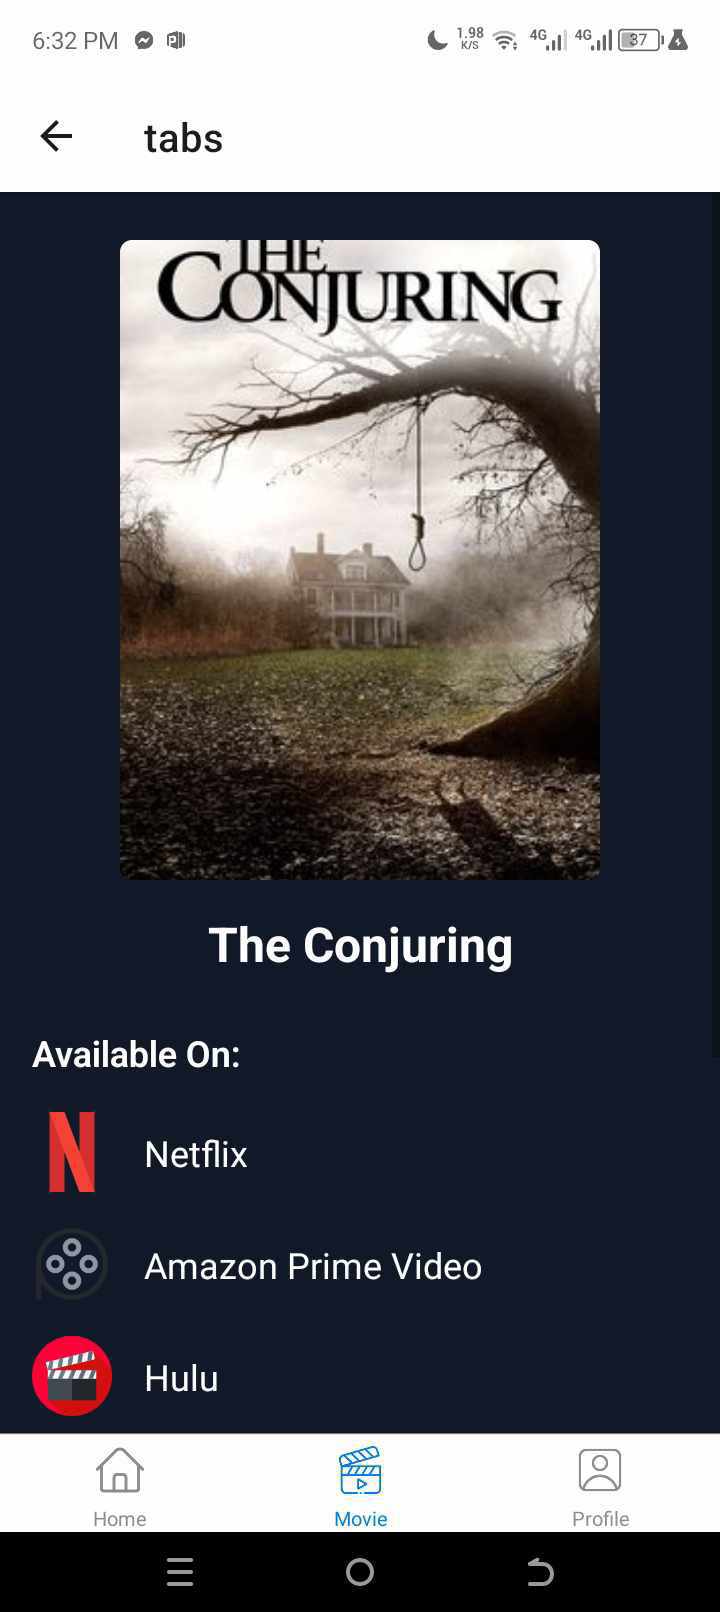 6:32 PM
1.98
K/S
4G
4G
37
tabs
THE
CONJURING
The Conjuring
Available On:
N
Netflix
Amazon Prime Video
Hulu
Home
Movie
Profile